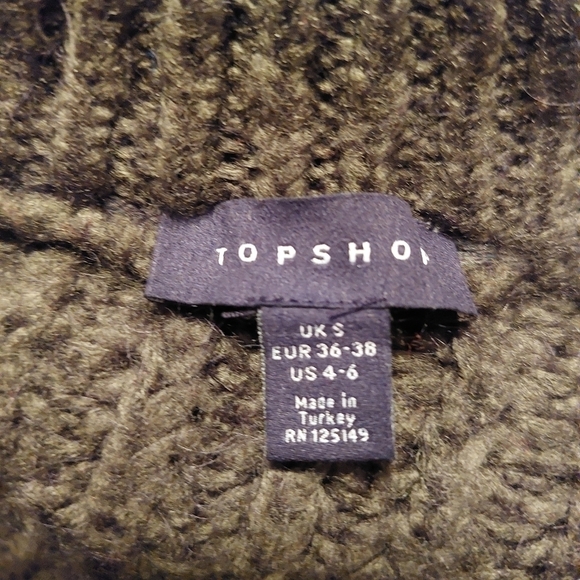 TOPSHOP
UK S
EUR 36-38
US 4-6
Made in
Turkey
RN 125149